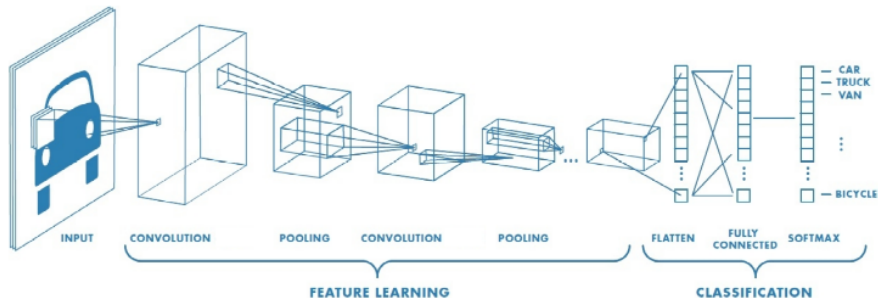 CAR
TRUCK
VAN
BICYCLE
INPUT
CONVOLUTION
POOLING
CONVOLUTION
POOLING
FLATTEN
FULLY
CONNECTED
SOFTMAX
FEATURE LEARNING
CLASSIFICATION